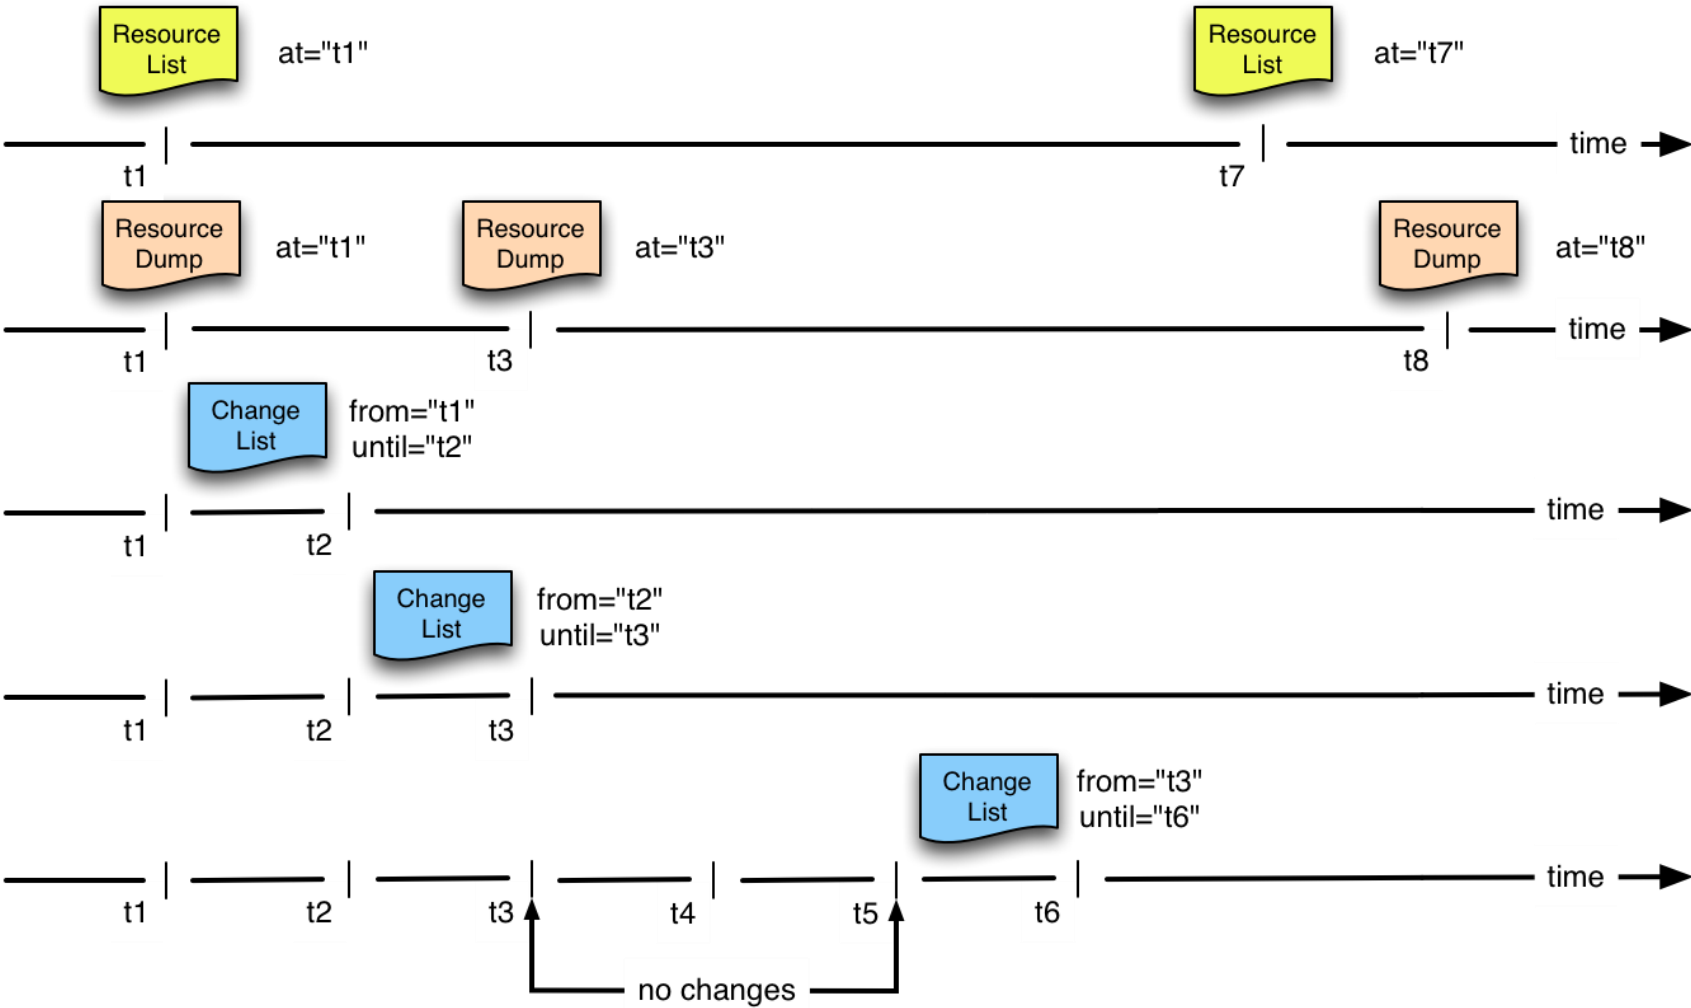 Resource
List
at="t1"
Resource
List
at="t7"
time
t1
t7
Resource
Dump
at="t1"
Resource
Dump
at="t3"
Resource
Dump
at="t8"
time
t1
t3
t8
Change
List
from="t1"
until="t2"
time
t1
t2
Change
List
from="t2"
until="t3"
time
t1
t2
t3
Change
List
from="t3"
until="t6"
time
t1
t2
t3
t4
t5
t6
no changes